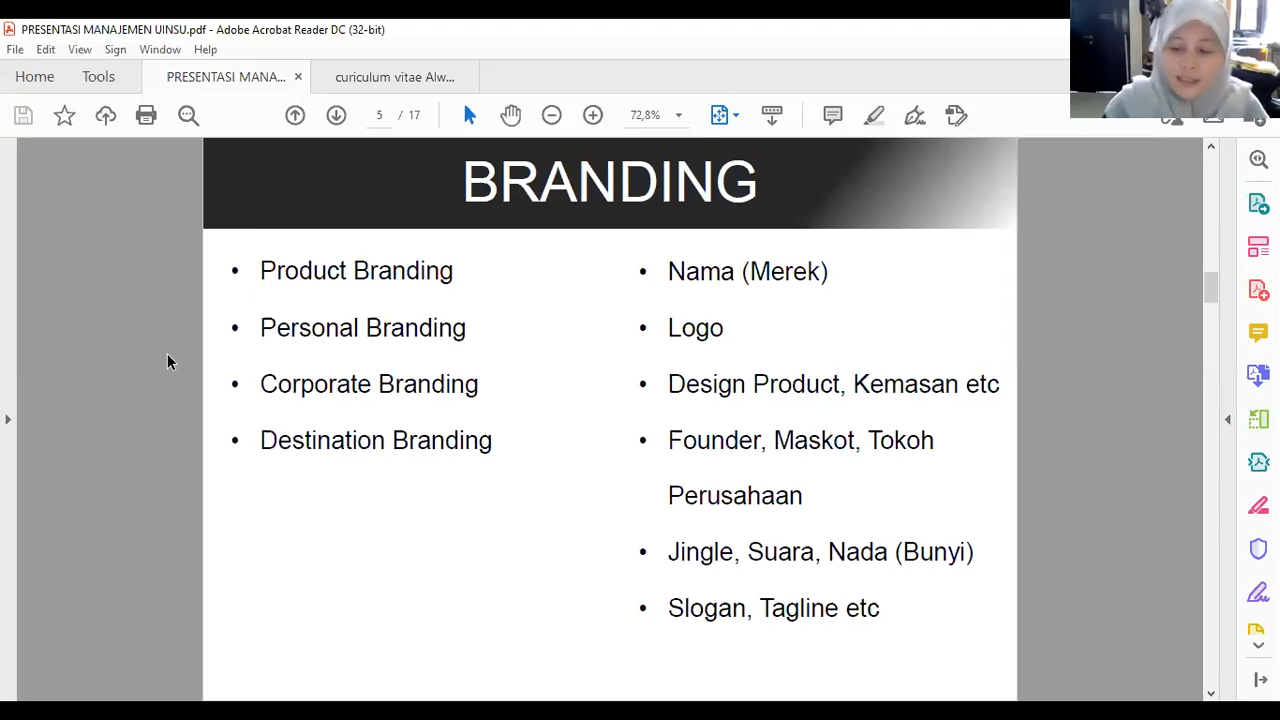 PRESENTASI MANAJEMEN UINSU.pdf - Adobe Acrobat Reader DC (32-bit)
File Edit View Sign Window Help
Home Tools PRESENTASI MANA... × curiculum vitae Alw...
5 / 17 72,8%
BRANDING
• Product Branding
• Personal Branding
• Corporate Branding
• Destination Branding
• Nama (Merek)
• Logo
• Design Product, Kemasan etc
• Founder, Maskot, Tokoh
Perusahaan
• Jingle, Suara, Nada (Bunyi)
• Slogan, Tagline etc